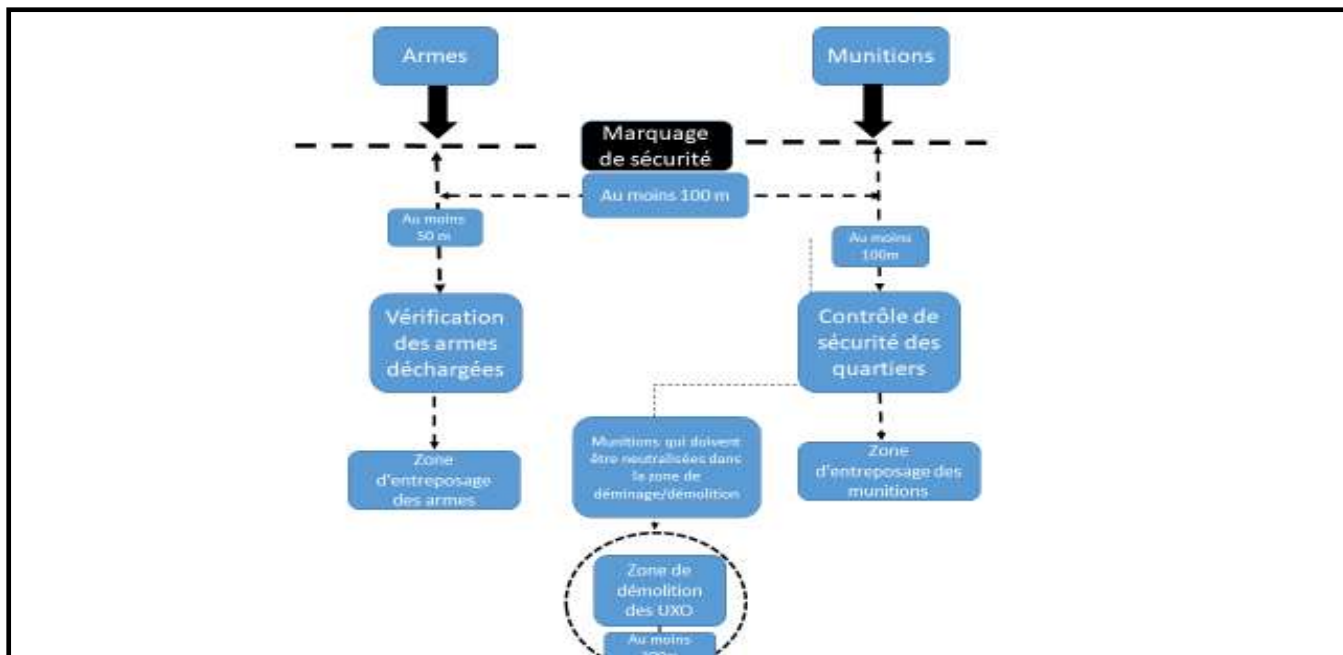 Armes
Munitions
Marquage
de sécurité
Au moins 100 m
Au moins
50 m
Au moins
100m
Vérification
des armes
déchargées
Contrôle de
sécurité des
quartiers
Munitions qui doivent
être neutralisées dans
la zone de
déminage/démolition
Zone
d'entreposage
des armes
Zone
d'entreposage des
munitions
Zone de
démolition
des UXO
Au moins